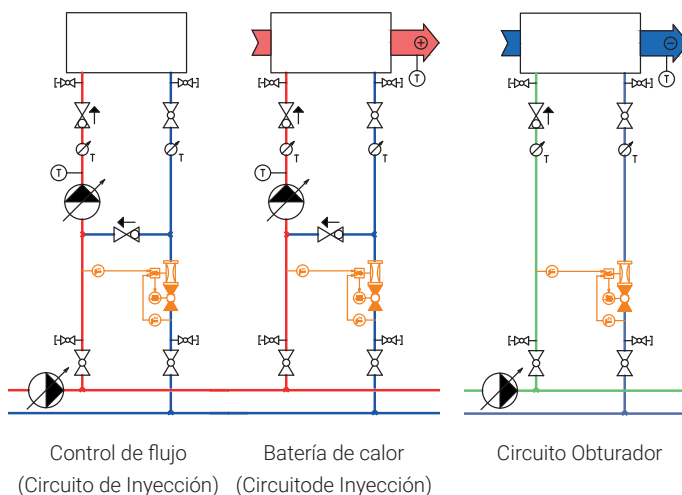 T
T
T
T
T
T
T
T
T
T
Control de flujo
(Circuito de Inyección)
Batería de calor
(Circuitode Inyección)
Circuito Obturador